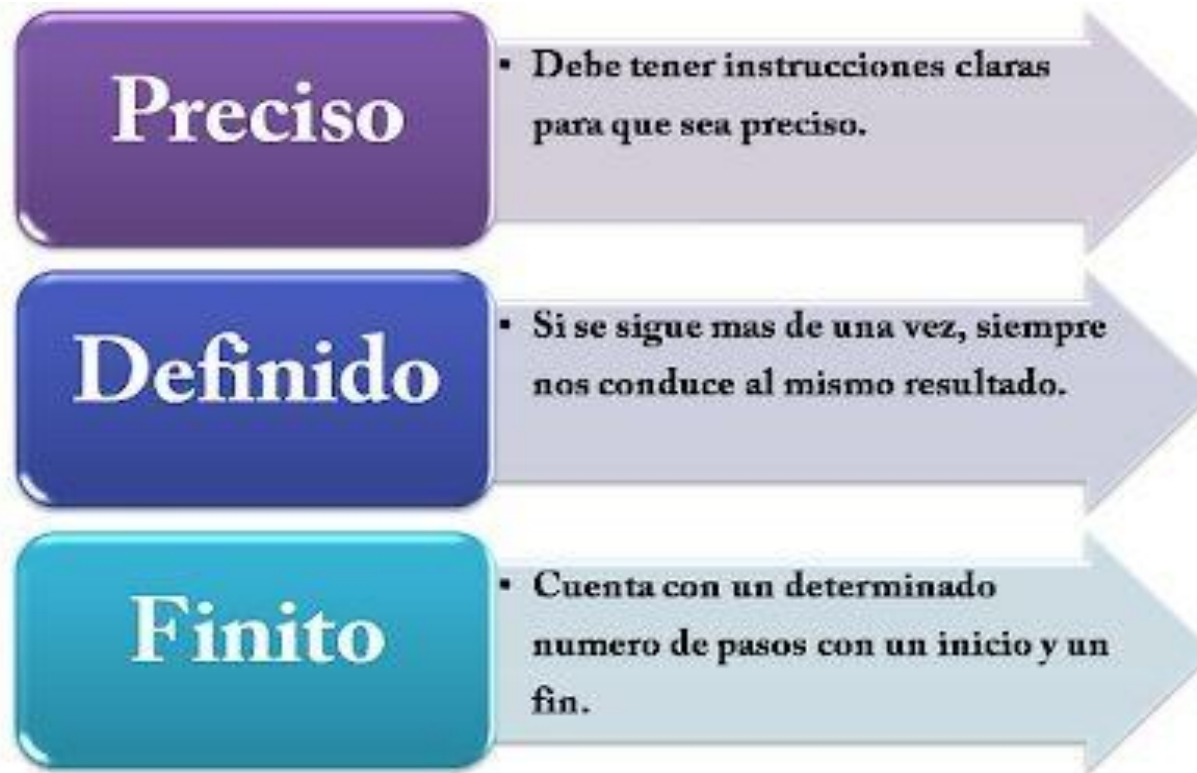 Preciso
• Debe tener instrucciones claras
para que sea preciso.
Definido
• Si se sigue mas de una vez, siempre
nos conduce al mismo resultado.
Finito
• Cuenta con un determinado
numero de pasos con un inicio y un
fin.